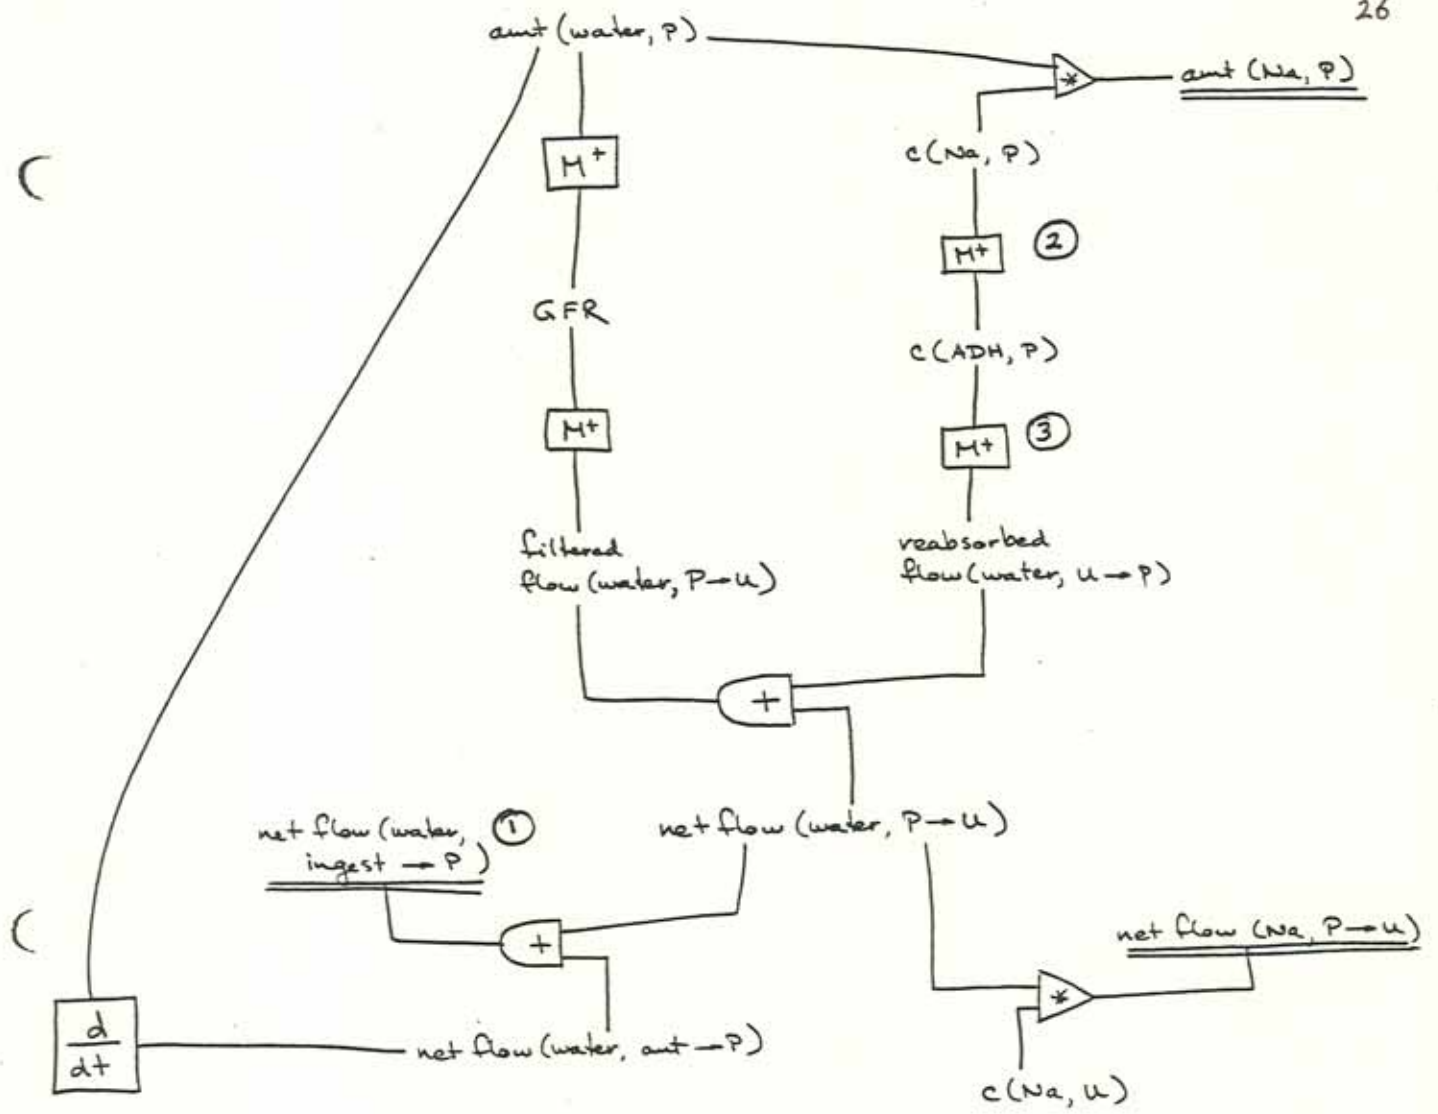 26
amt (water, P)
*
amt (Na, P)
M+
c(Na, P)
M+
2
GFR
c(ADH, P)
M+
M+
3
filtered
flow (water, P→U)
reabsorbed
flow (water, U→P)
+
net flow (water,
ingest → P)
1
net flow (water, P→U)
+
net flow (Na, P→U)
*
d
dt
net flow (water, out→P)
c(Na, U)